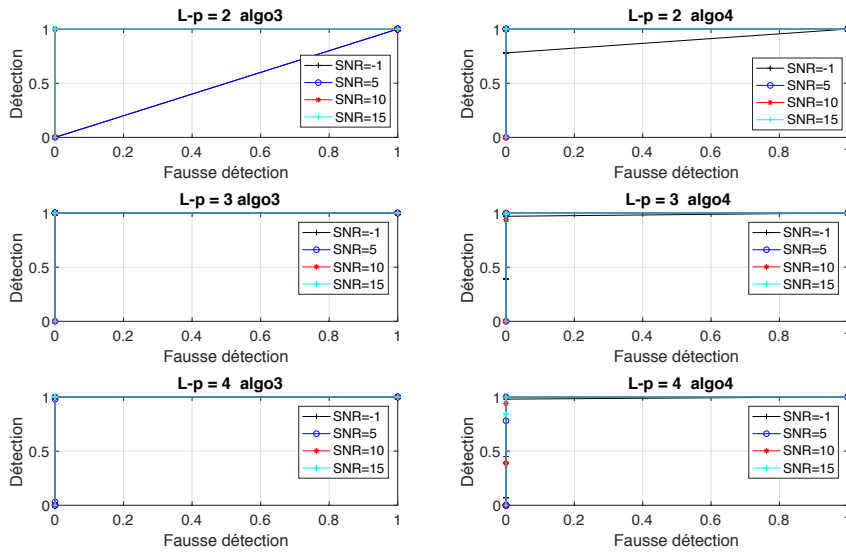 L-p = 2 algo3
Détection
1
0.5
0
SNR=-1
SNR=5
SNR=10
SNR=15
0 0.2 0.4 0.6 0.8 1
Fausse détection
L-p = 2 algo4
Détection
1
0.5
0
SNR=-1
SNR=5
SNR=10
SNR=15
0 0.2 0.4 0.6 0.8 1
Fausse détection
L-p = 3 algo3
Détection
1
0.5
0
SNR=-1
SNR=5
SNR=10
SNR=15
0 0.2 0.4 0.6 0.8 1
Fausse détection
L-p = 3 algo4
Détection
1
0.5
0
SNR=-1
SNR=5
SNR=10
SNR=15
0 0.2 0.4 0.6 0.8 1
Fausse détection
L-p = 4 algo3
Détection
1
0.5
0
SNR=-1
SNR=5
SNR=10
SNR=15
0 0.2 0.4 0.6 0.8 1
Fausse détection
L-p = 4 algo4
Détection
1
0.5
0
SNR=-1
SNR=5
SNR=10
SNR=15
0 0.2 0.4 0.6 0.8 1
Fausse détection